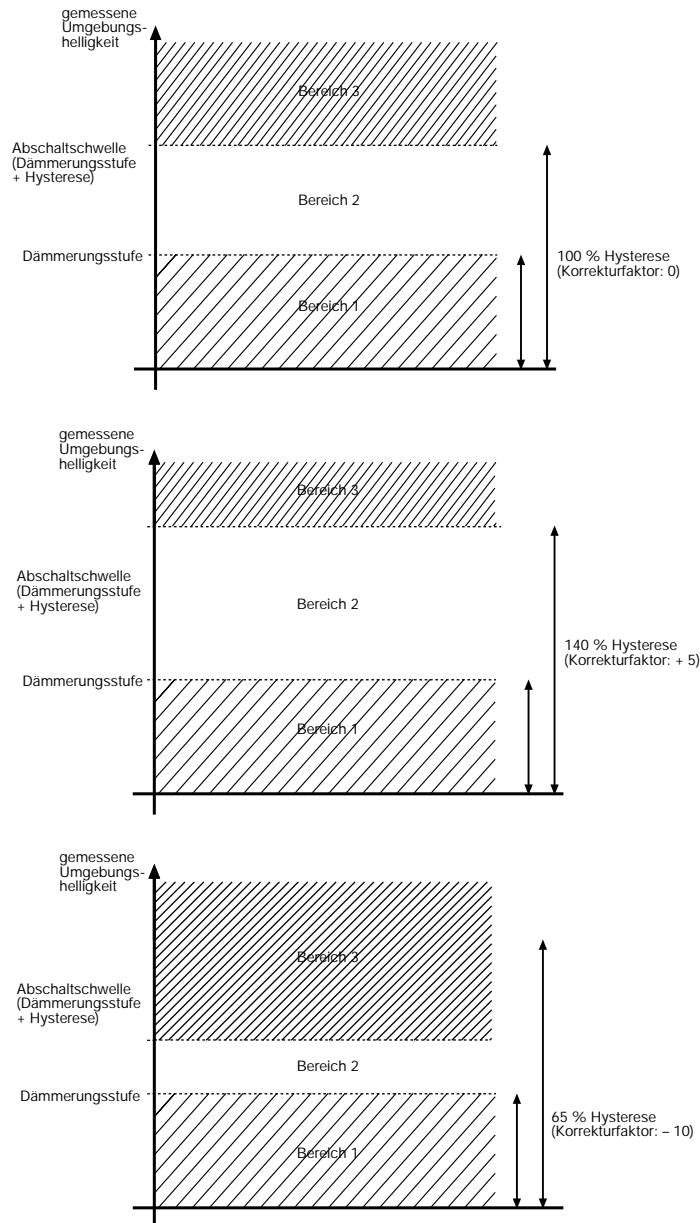 gemessene
Umgebungs-
helligkeit
Bereich 3
Abschaltschwelle
(Dämmerungsstufe
+ Hysterese)
Bereich 2
Dämmerungsstufe
100 % Hysterese
(Korrekturfaktor: 0)
Bereich 1
gemessene
Umgebungs-
helligkeit
Bereich 3
Abschaltschwelle
(Dämmerungsstufe
+ Hysterese)
Bereich 2
140 % Hysterese
(Korrekturfaktor: + 5)
Dämmerungsstufe
Bereich 1
gemessene
Umgebungs-
helligkeit
Bereich 3
Abschaltschwelle
(Dämmerungsstufe
+ Hysterese)
Bereich 2
Dämmerungsstufe
65 % Hysterese
(Korrekturfaktor: – 10)
Bereich 1